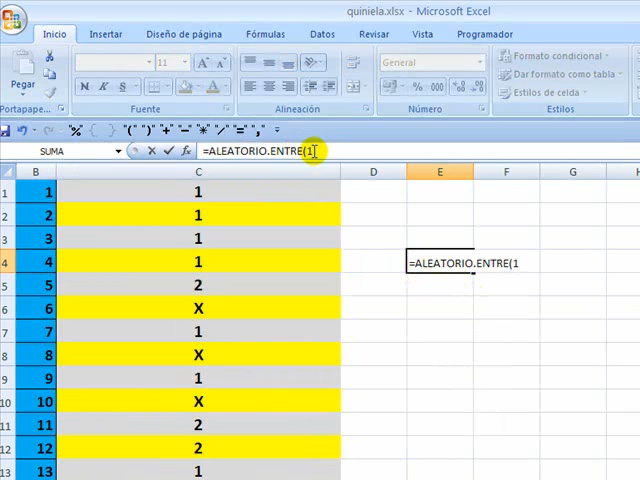 quiniela.xlsx - Microsoft Excel
Inicio Insertar Diseño de página Fórmulas Datos Revisar Vista Programador
Pegar
11 A A
N K S
Formato condicional
Dar formato como tabla
Estilos de celda
% 000
Portapape... Fuente Alineación Número Estilos
"%" "(" ")" "+" "-" "*" "/" "=" ","
SUMA fx =ALEATORIO.ENTRE(1
B C D E F G H
1 1 1
2 2 1
3 3 1
4 4 1 =ALEATORIO.ENTRE(1
5 5 2
6 6 X
7 7 1
8 8 X
9 9 1
10 10 X
11 11 2
12 12 2
13 13 1